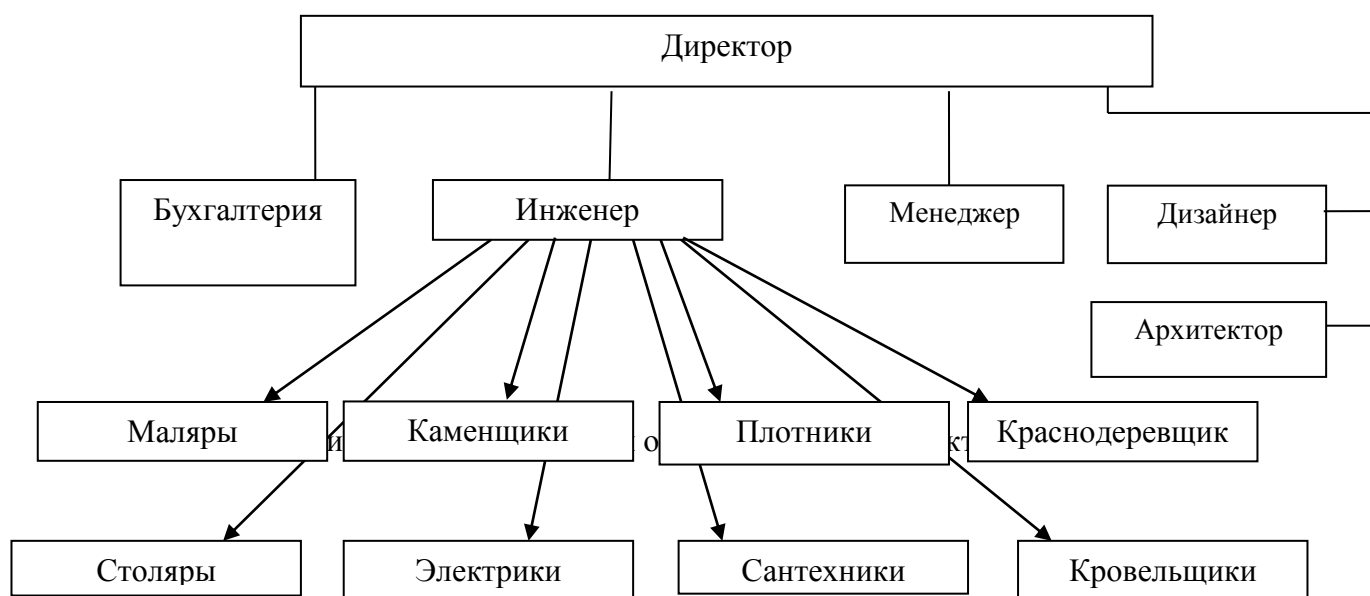 Директор
Бухгалтерия
Инженер
Менеджер
Дизайнер
Архитектор
Маляры
Каменщики
Плотники
Краснодеревщик
Столяры
Электрики
Сантехники
Кровельщики